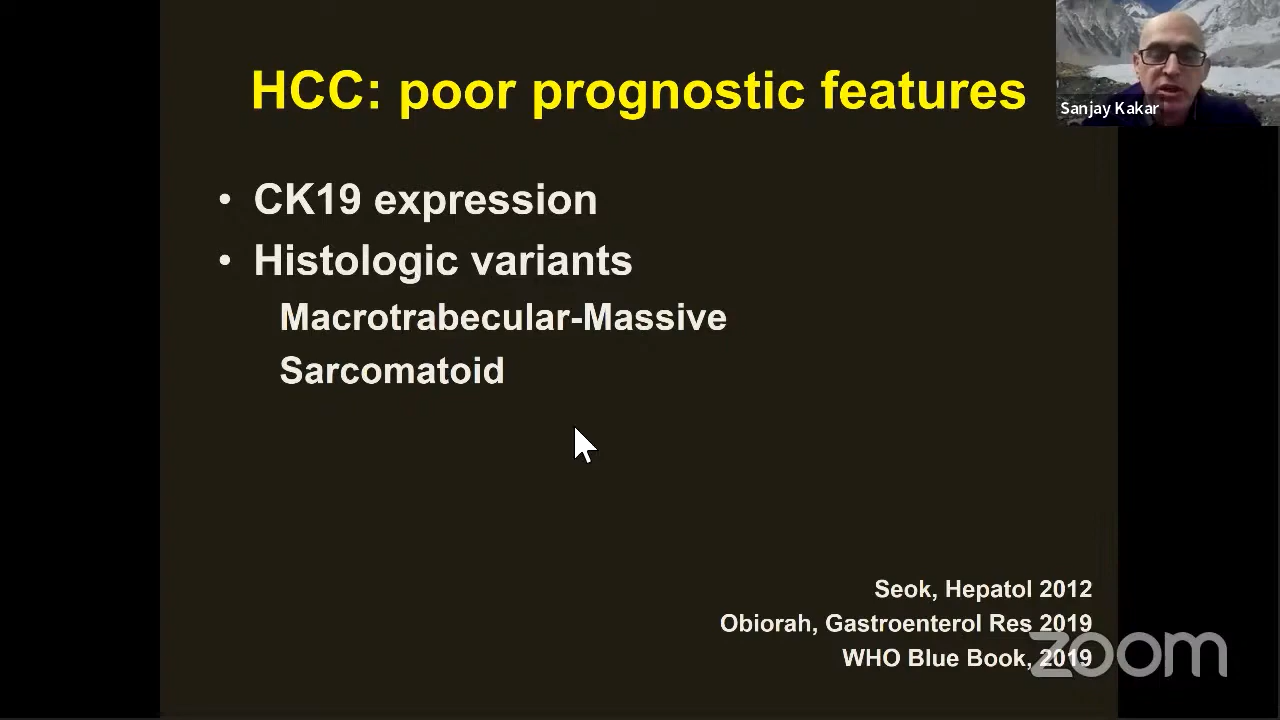 HCC: poor prognostic features
Sanjay Kakar
• CK19 expression
• Histologic variants
Macrotrabecular-Massive
Sarcomatoid
Seok, Hepatol 2012
Obiorah, Gastroenterol Res 2019
WHO Blue Book, 2019
zoom